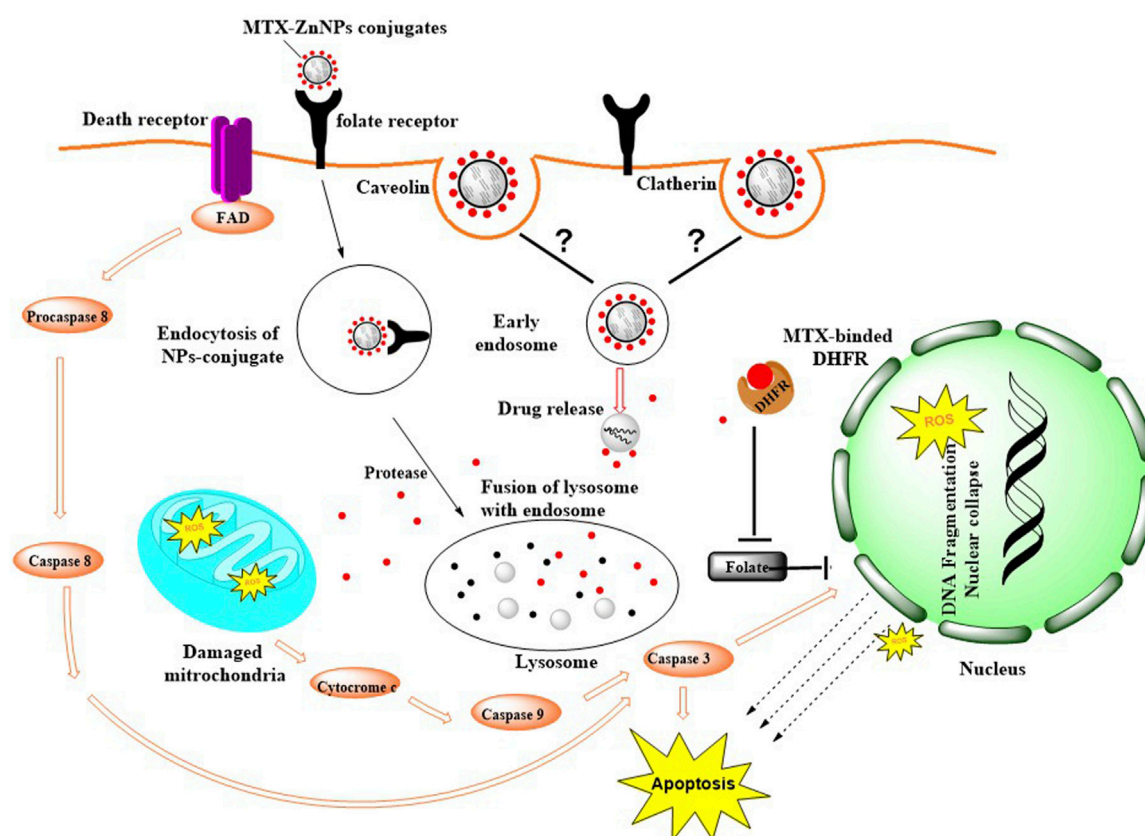 MTX-ZnNPs conjugates
Death receptor
folate receptor
Caveolin
Clatherin
FAD
?
?
Procaspase 8
Endocytosis of
NPs-conjugate
Early
endosome
MTX-binded
DHFR
DHFR
Drug release
ROS
DNA Fragmentation
Nuclear collapse
Protease
Fusion of lysosome
with endosome
ROS
ROS
Caspase 8
Folate
Damaged
mitrochondria
Lysosome
Caspase 3
ROS
Nucleus
Cytocrome c
Caspase 9
Apoptosis